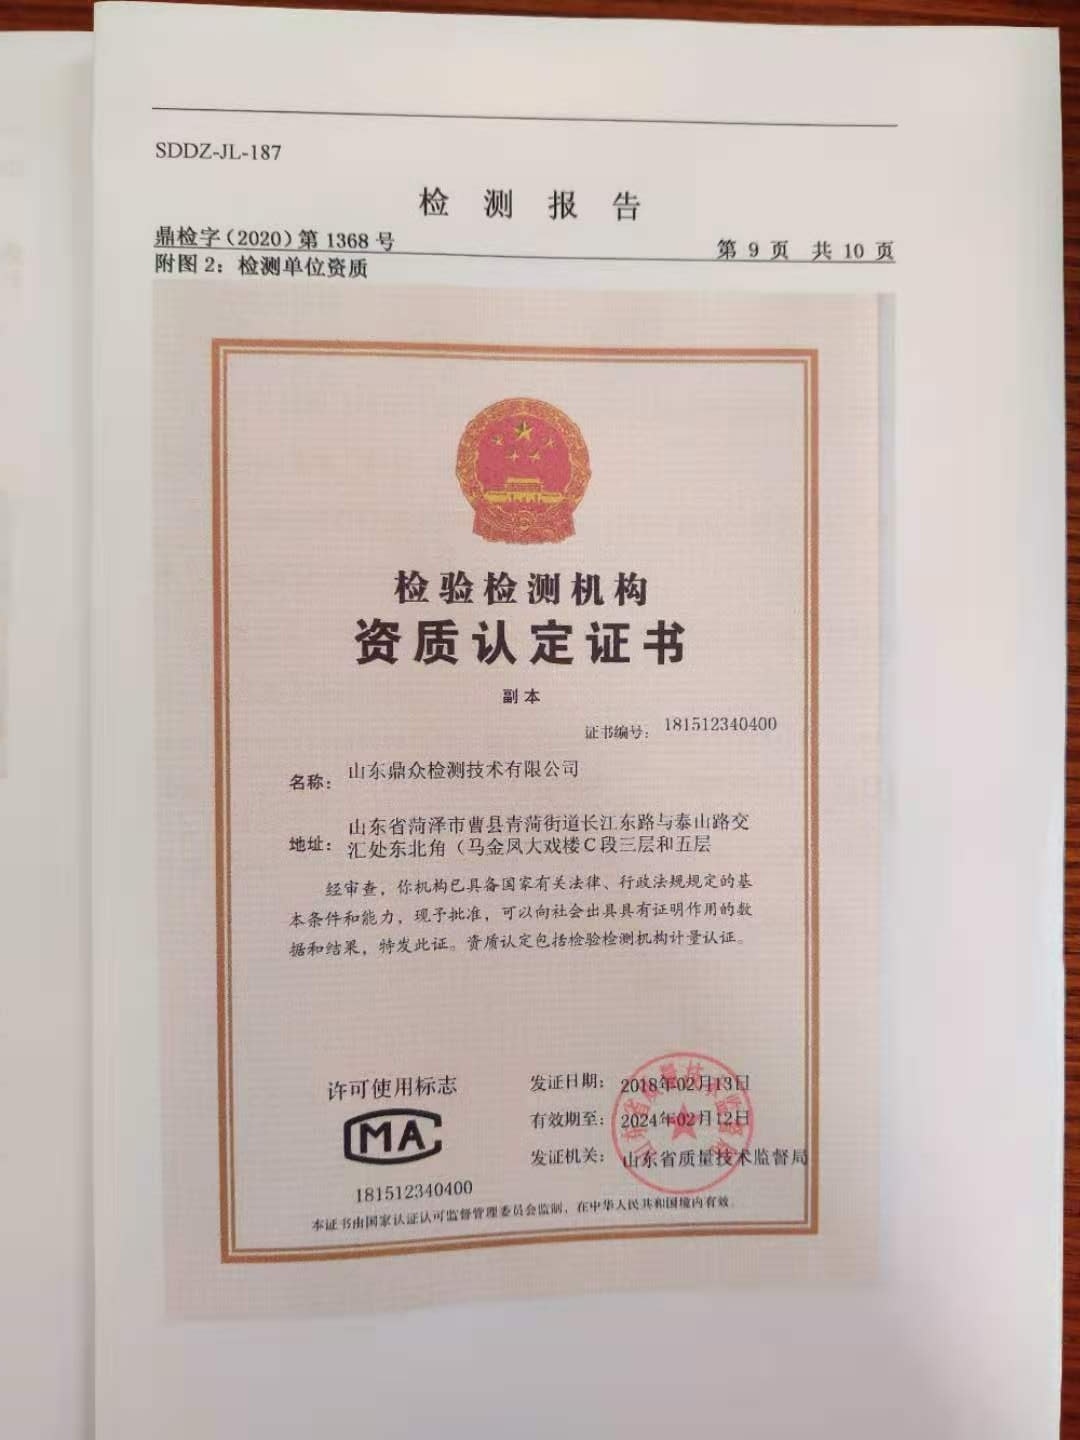 SDDZ-JL-187
检 测 报 告
鼎检字（2020）第 1368 号
第 9 页 共 10 页
附图 2：检测单位资质
检验检测机构
资质认定证书
副本
证书编号： 181512340400
名称： 山东鼎众检测技术有限公司
地址： 山东省菏泽市曹县青菏街道长江东路与泰山路交
汇处东北角（马金凤大戏楼C段三层和五层
经审查，你机构已具备国家有关法律、行政法规规定的基
本条件和能力，现予批准，可以向社会出具具有证明作用的数
据和结果，特发此证。资质认定包括检验检测机构计量认证。
许可使用标志
MA
181512340400
发证日期： 2018年02月13日
有效期至： 2024年02月12日
发证机关： 山东省质量技术监督局
山东省质量技术监督局
本证书由国家认证认可监督管理委员会监制，在中华人民共和国境内有效。